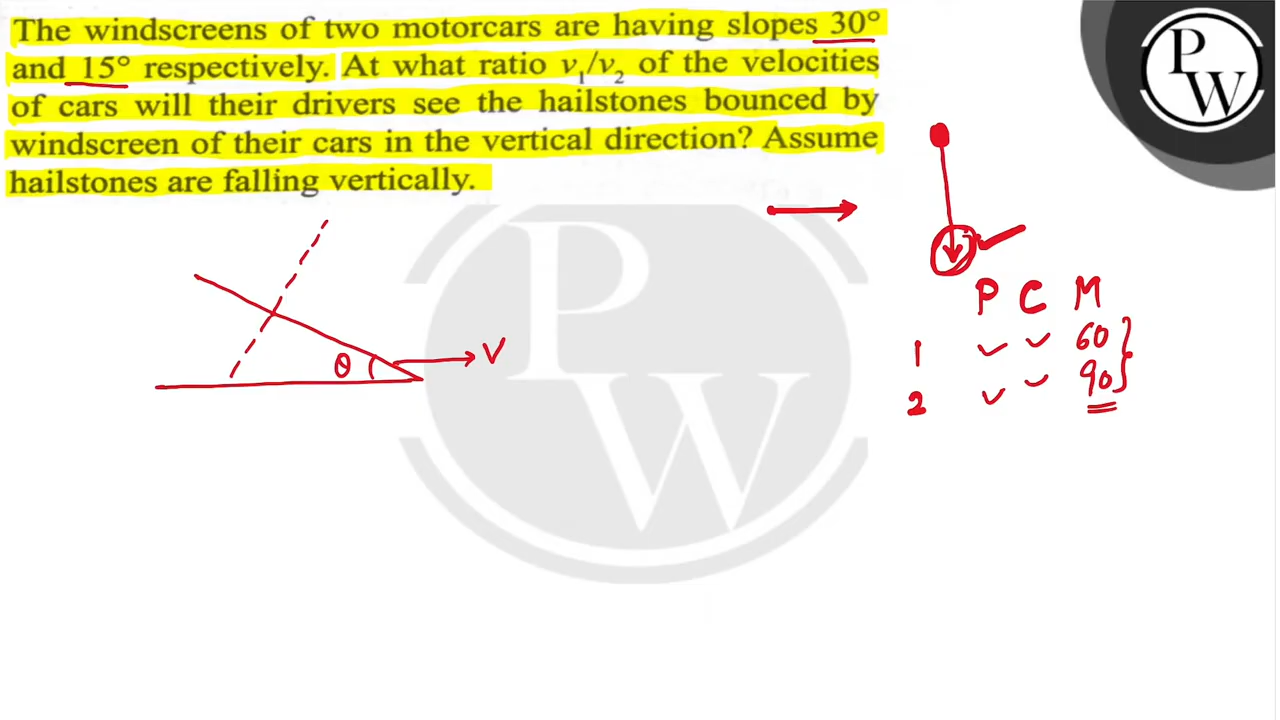 The windscreens of two motorcars are having slopes 30°
and 15° respectively. At what ratio v₁/v₂ of the velocities
of cars will their drivers see the hailstones bounced by
windscreen of their cars in the vertical direction? Assume
hailstones are falling vertically.
PW
P C M
1 ✓ ✓ 60
2 ✓ ✓ 90
θ V
PW